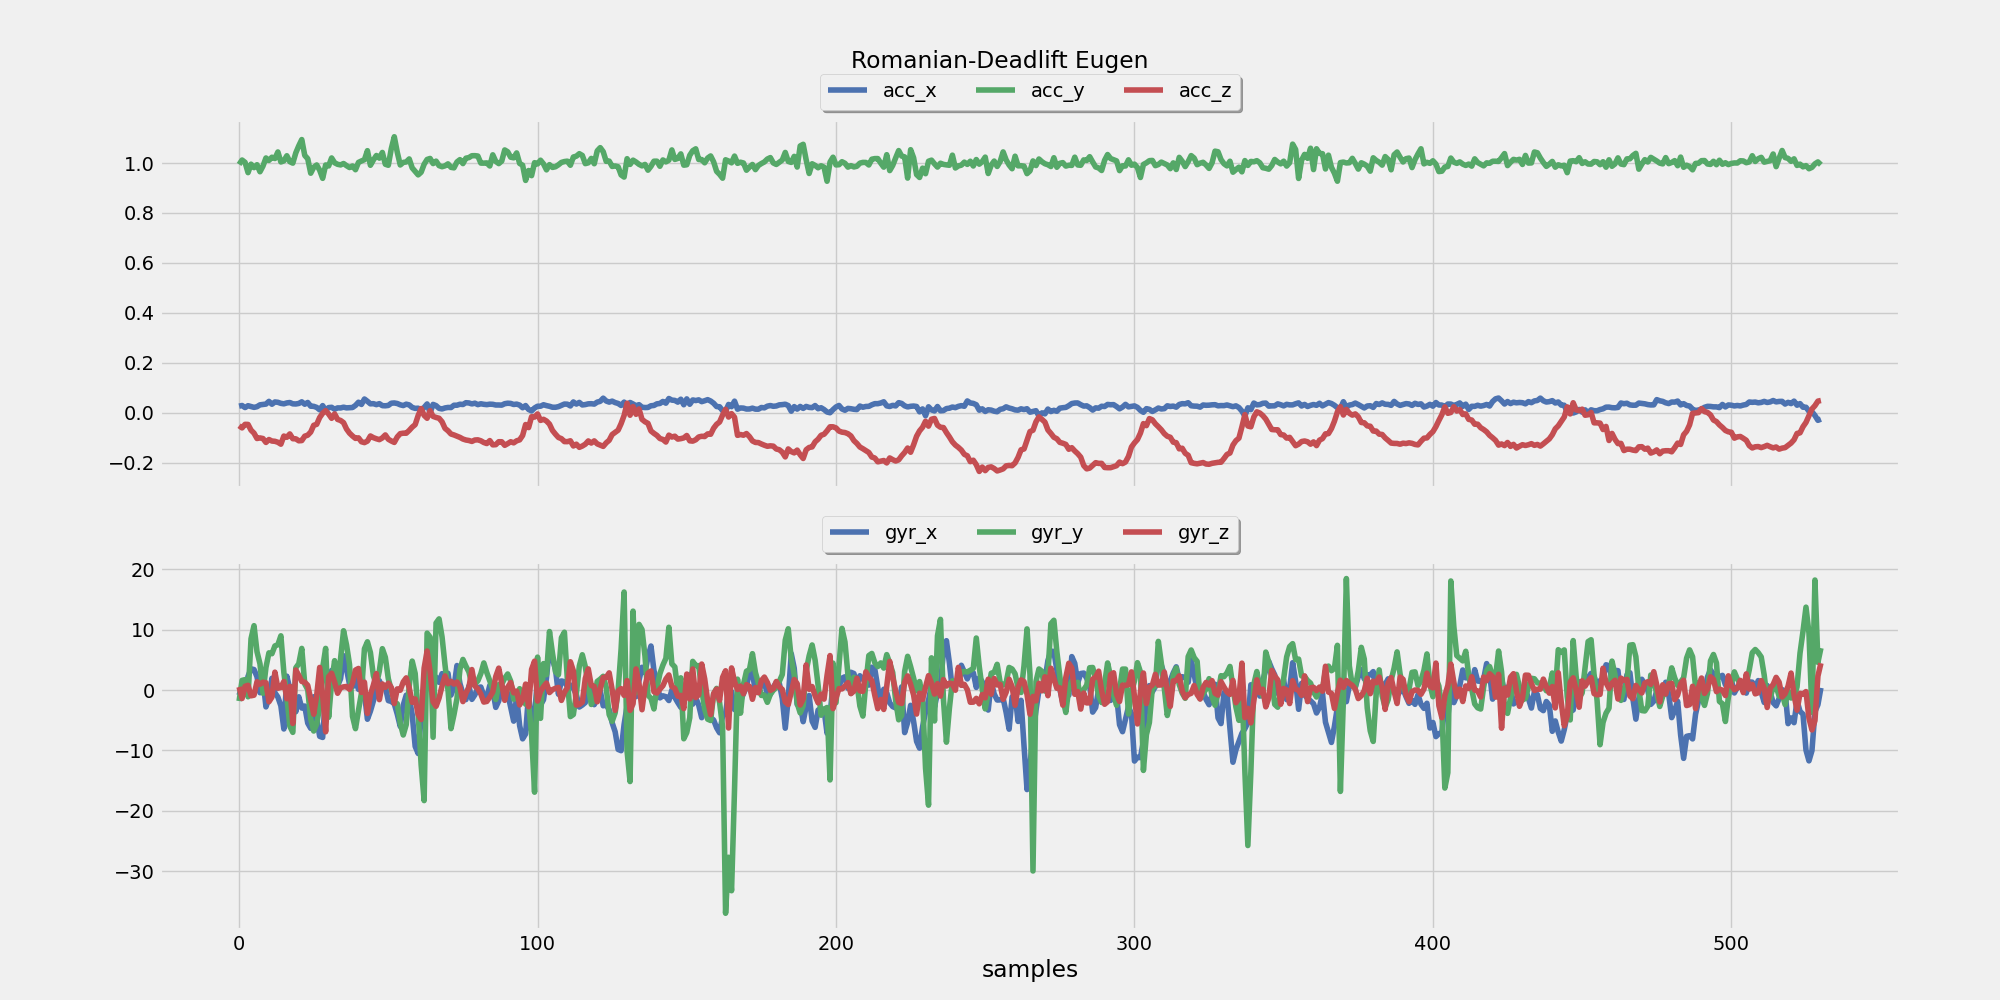 Romanian-Deadlift Eugen
acc_x acc_y acc_z
1.0
0.8
0.6
0.4
0.2
0.0
−0.2
gyr_x gyr_y gyr_z
20
10
0
−10
−20
−30
0 100 200 300 400 500
samples